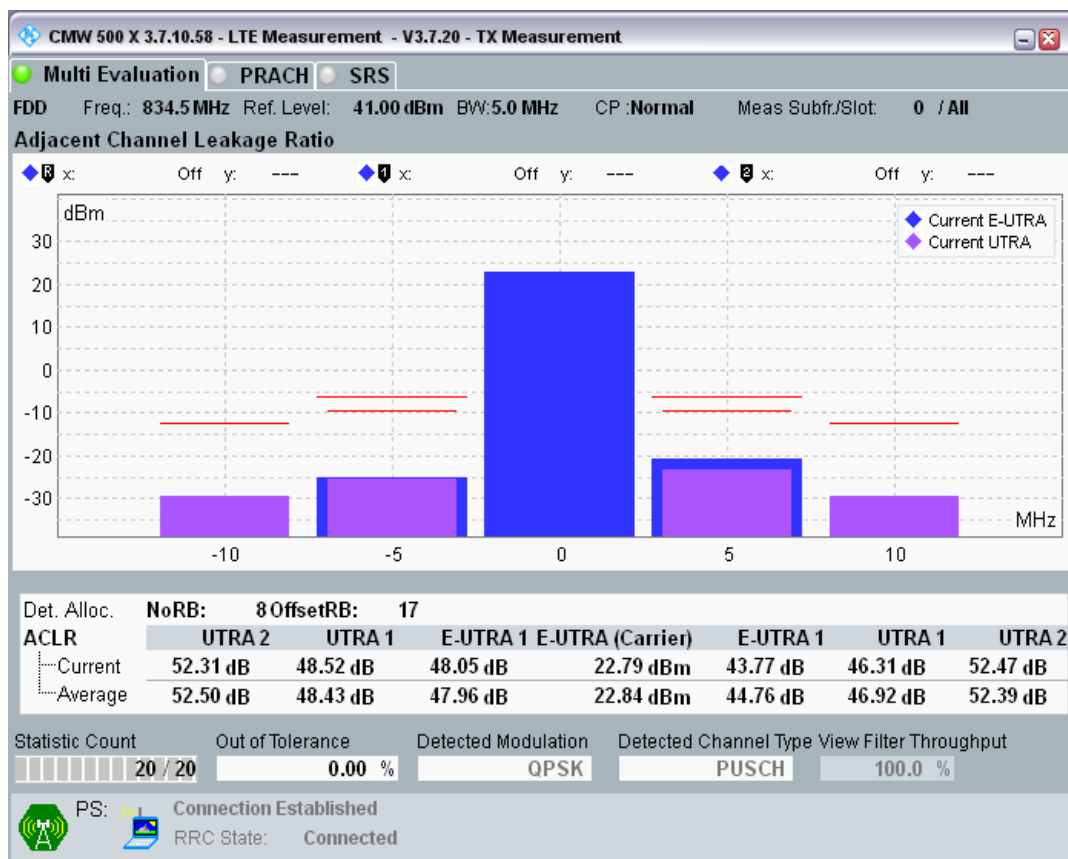 CMW 500 X 3.7.10.58 - LTE Measurement - V3.7.20 - TX Measurement
Multi Evaluation PRACH SRS
FDD Freq.: 834.5 MHz Ref. Level: 41.00 dBm BW:5.0 MHz CP :Normal Meas Subfr./Slot: 0 / All
Adjacent Channel Leakage Ratio
R x: Off y: --- 1 x: Off y: --- 2 x: Off y: ---
dBm
Current E-UTRA
Current UTRA
30
20
10
0
-10
-20
-30
MHz
-10 -5 0 5 10
Det. Alloc. NoRB: 8 OffsetRB: 17
ACLR UTRA 2 UTRA 1 E-UTRA 1 E-UTRA (Carrier) E-UTRA 1 UTRA 1 UTRA 2
Current 52.31 dB 48.52 dB 48.05 dB 22.79 dBm 43.77 dB 46.31 dB 52.47 dB
Average 52.50 dB 48.43 dB 47.96 dB 22.84 dBm 44.76 dB 46.92 dB 52.39 dB
Statistic Count Out of Tolerance Detected Modulation Detected Channel Type View Filter Throughput
20 / 20 0.00 % QPSK PUSCH 100.0 %
PS: Connection Established
RRC State: Connected